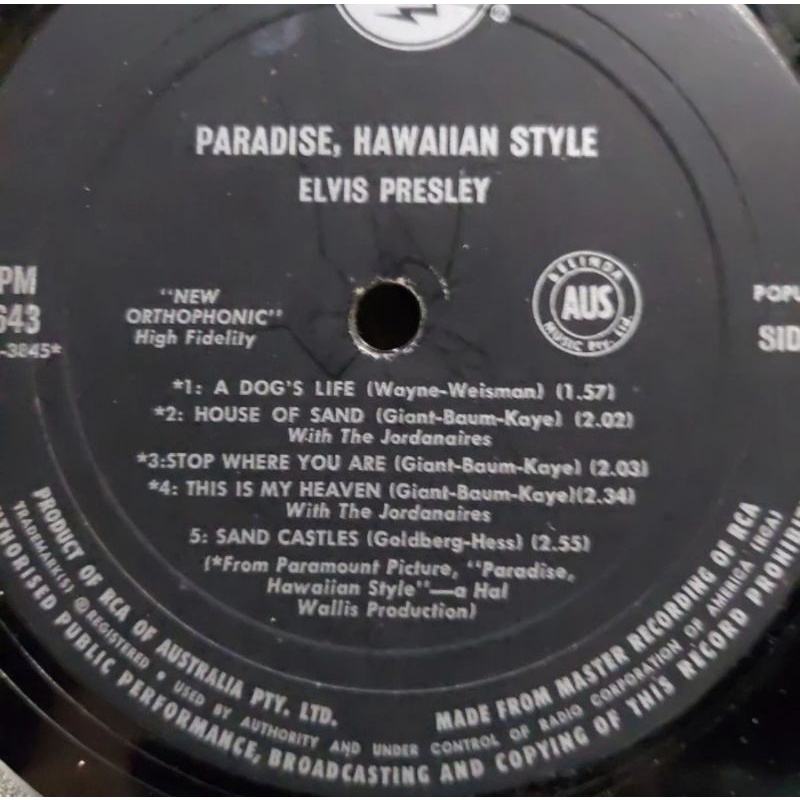 PARADISE, HAWAIIAN STYLE
ELVIS PRESLEY
PM
643
-3845*
"NEW
ORTHOPHONIC"
High Fidelity
BELINDA
AUS
MUSIC PTY. LTD.
POPU
SID
*1: A DOG'S LIFE (Wayne-Weisman) (1.57)
*2: HOUSE OF SAND (Giant-Baum-Kaye) (2.02)
With The Jordanaires
*3:STOP WHERE YOU ARE (Giant-Baum-Kaye) (2.03)
*4: THIS IS MY HEAVEN (Giant-Baum-Kaye)(2.34)
With The Jordanaires
5: SAND CASTLES (Goldberg-Hess) (2.55)
(*From Paramount Picture, "Paradise,
Hawaiian Style"—a Hal
Wallis Production)
PRODUCT OF RCA OF AUSTRALIA PTY. LTD. MADE FROM MASTER RECORDING OF RCA
TRADEMARK(S) ® REGISTERED • USED BY AUTHORITY AND UNDER CONTROL OF RADIO CORPORATION OF AMERICA (RCA)
THORISED PUBLIC PERFORMANCE, BROADCASTING AND COPYING OF THIS RECORD PROHIBI